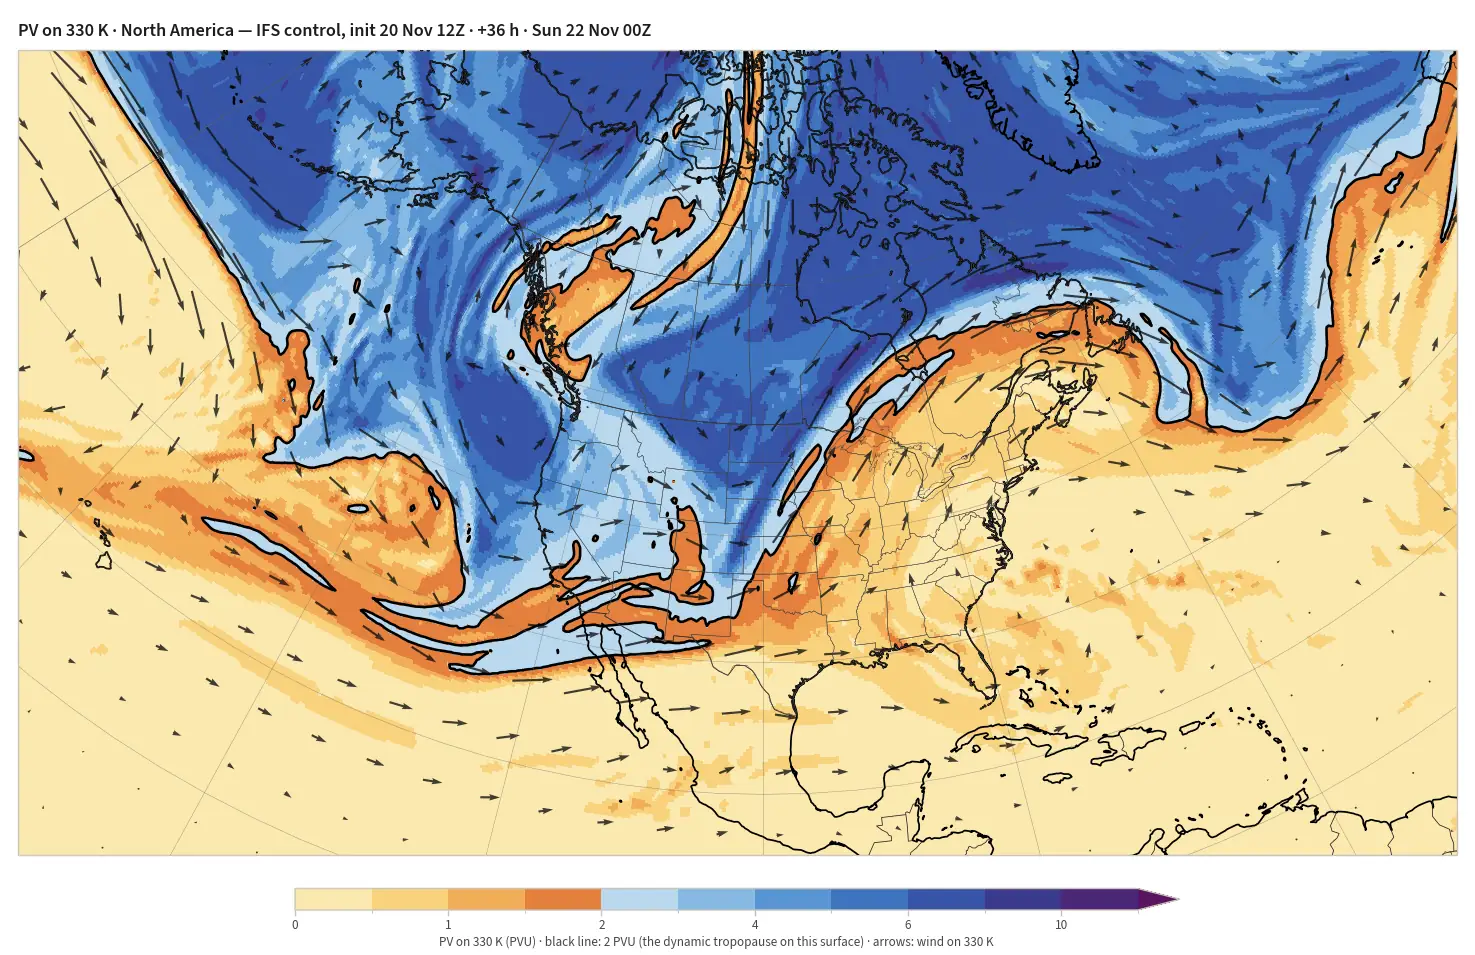 PV on 330 K · North America — IFS control, init 20 Nov 12Z · +36 h · Sun 22 Nov 00Z
0 1 2 4 6 10
PV on 330 K (PVU) · black line: 2 PVU (the dynamic tropopause on this surface) · arrows: wind on 330 K